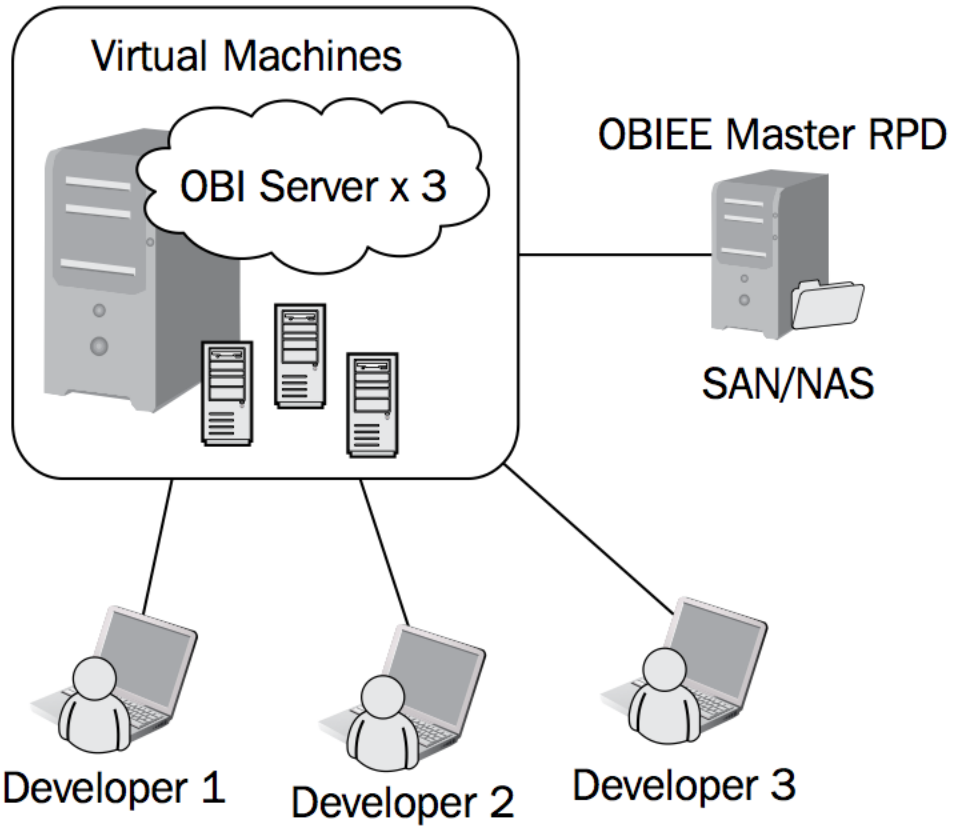 Virtual Machines
OBI Server x 3
OBIEE Master RPD
SAN/NAS
Developer 1
Developer 2
Developer 3